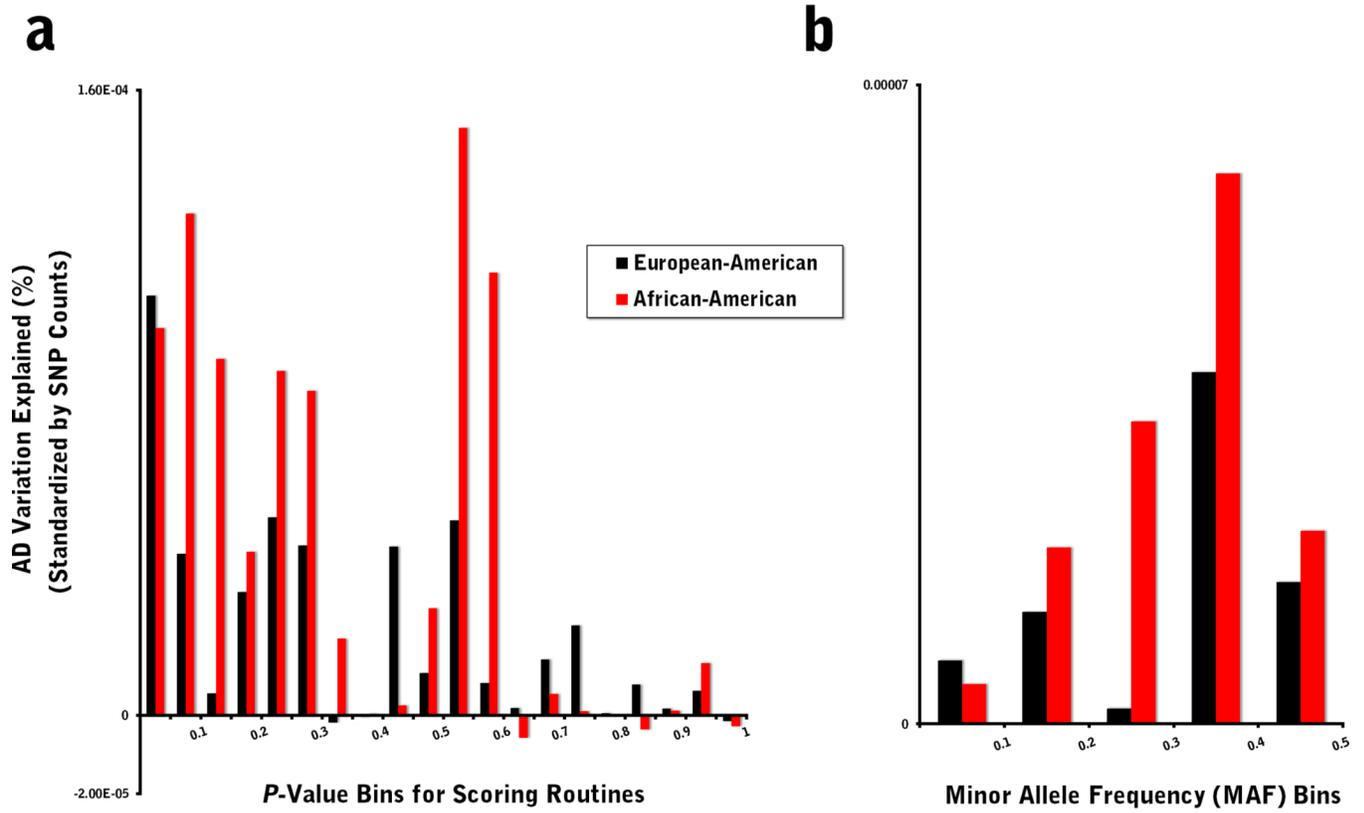 a
1.60E-04
0
-2.00E-05
AD Variation Explained (%)
(Standardized by SNP Counts)
0.1
0.2
0.3
0.4
0.5
0.6
0.7
0.8
0.9
1
P-Value Bins for Scoring Routines
European-American
African-American
b
0.00007
0
0.1
0.2
0.3
0.4
0.5
Minor Allele Frequency (MAF) Bins